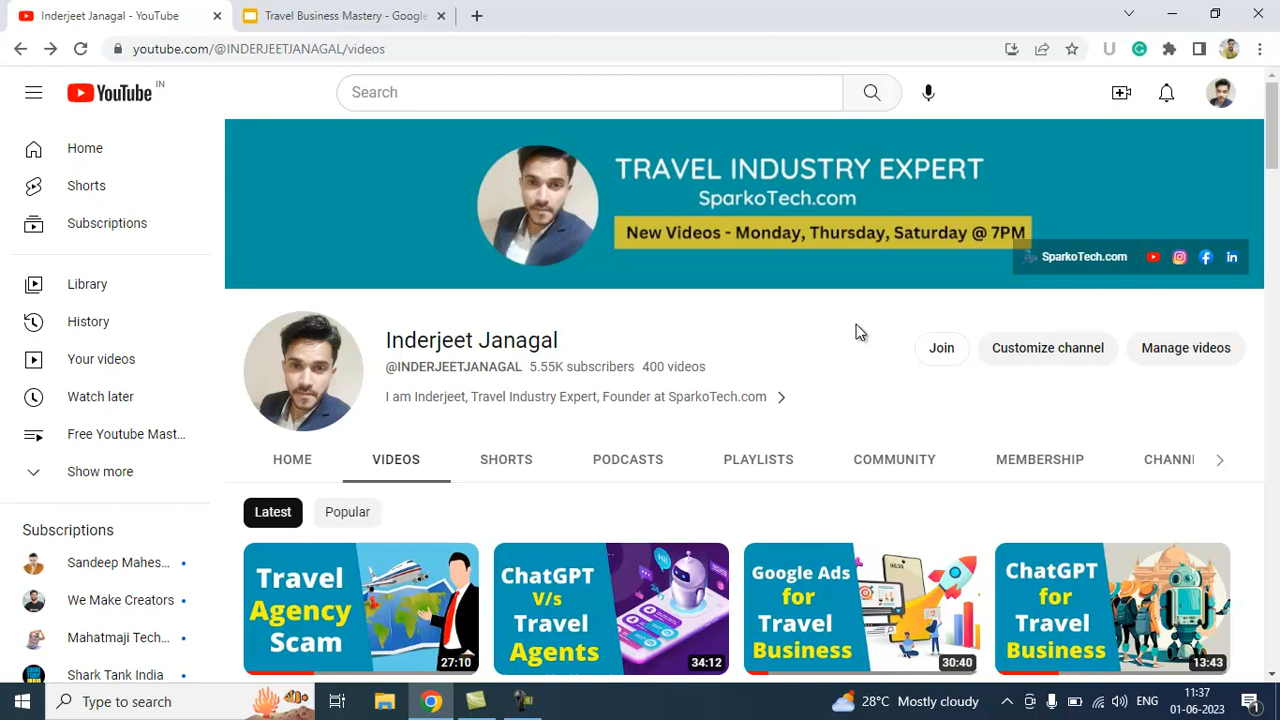 Inderjeet Janagal - YouTube
Travel Business Mastery - Google
youtube.com/@INDERJEETJANAGAL/videos
YouTube IN
Search
TRAVEL INDUSTRY EXPERT
SparkoTech.com
New Videos - Monday, Thursday, Saturday @ 7PM
SparkoTech.com
Home
Shorts
Subscriptions
Library
History
Your videos
Watch later
Free Youtube Mast...
Show more
Subscriptions
Sandeep Mahes...
We Make Creators
Mahatmaji Tech...
Shark Tank India
Inderjeet Janagal
@INDERJEETJANAGAL 5.55K subscribers 400 videos
I am Inderjeet, Travel Industry Expert, Founder at SparkoTech.com
Join
Customize channel
Manage videos
HOME
VIDEOS
SHORTS
PODCASTS
PLAYLISTS
COMMUNITY
MEMBERSHIP
CHANN
Latest
Popular
Travel
Agency
Scam
27:10
ChatGPT
V/s
Travel
Agents
Hi!
34:12
Google Ads
for
Travel
Business
30:40
ChatGPT
for
Travel
Business
13:43
Type here to search
28°C Mostly cloudy
ENG
11:37
01-06-2023
1